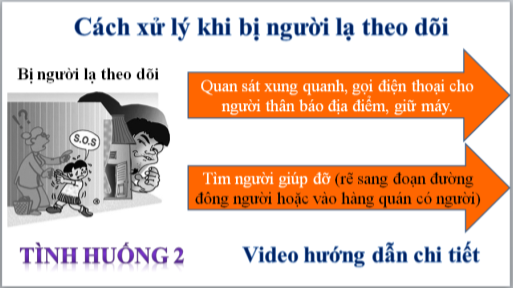 Cách xử lý khi bị người lạ theo dõi
Bị người lạ theo dõi
S.O.S
Quan sát xung quanh, gọi điện thoại cho
người thân báo địa điểm, giữ máy.
Tìm người giúp đỡ (rẽ sang đoạn đường
đông người hoặc vào hàng quán có người)
TÌNH HUỐNG 2
Video hướng dẫn chi tiết